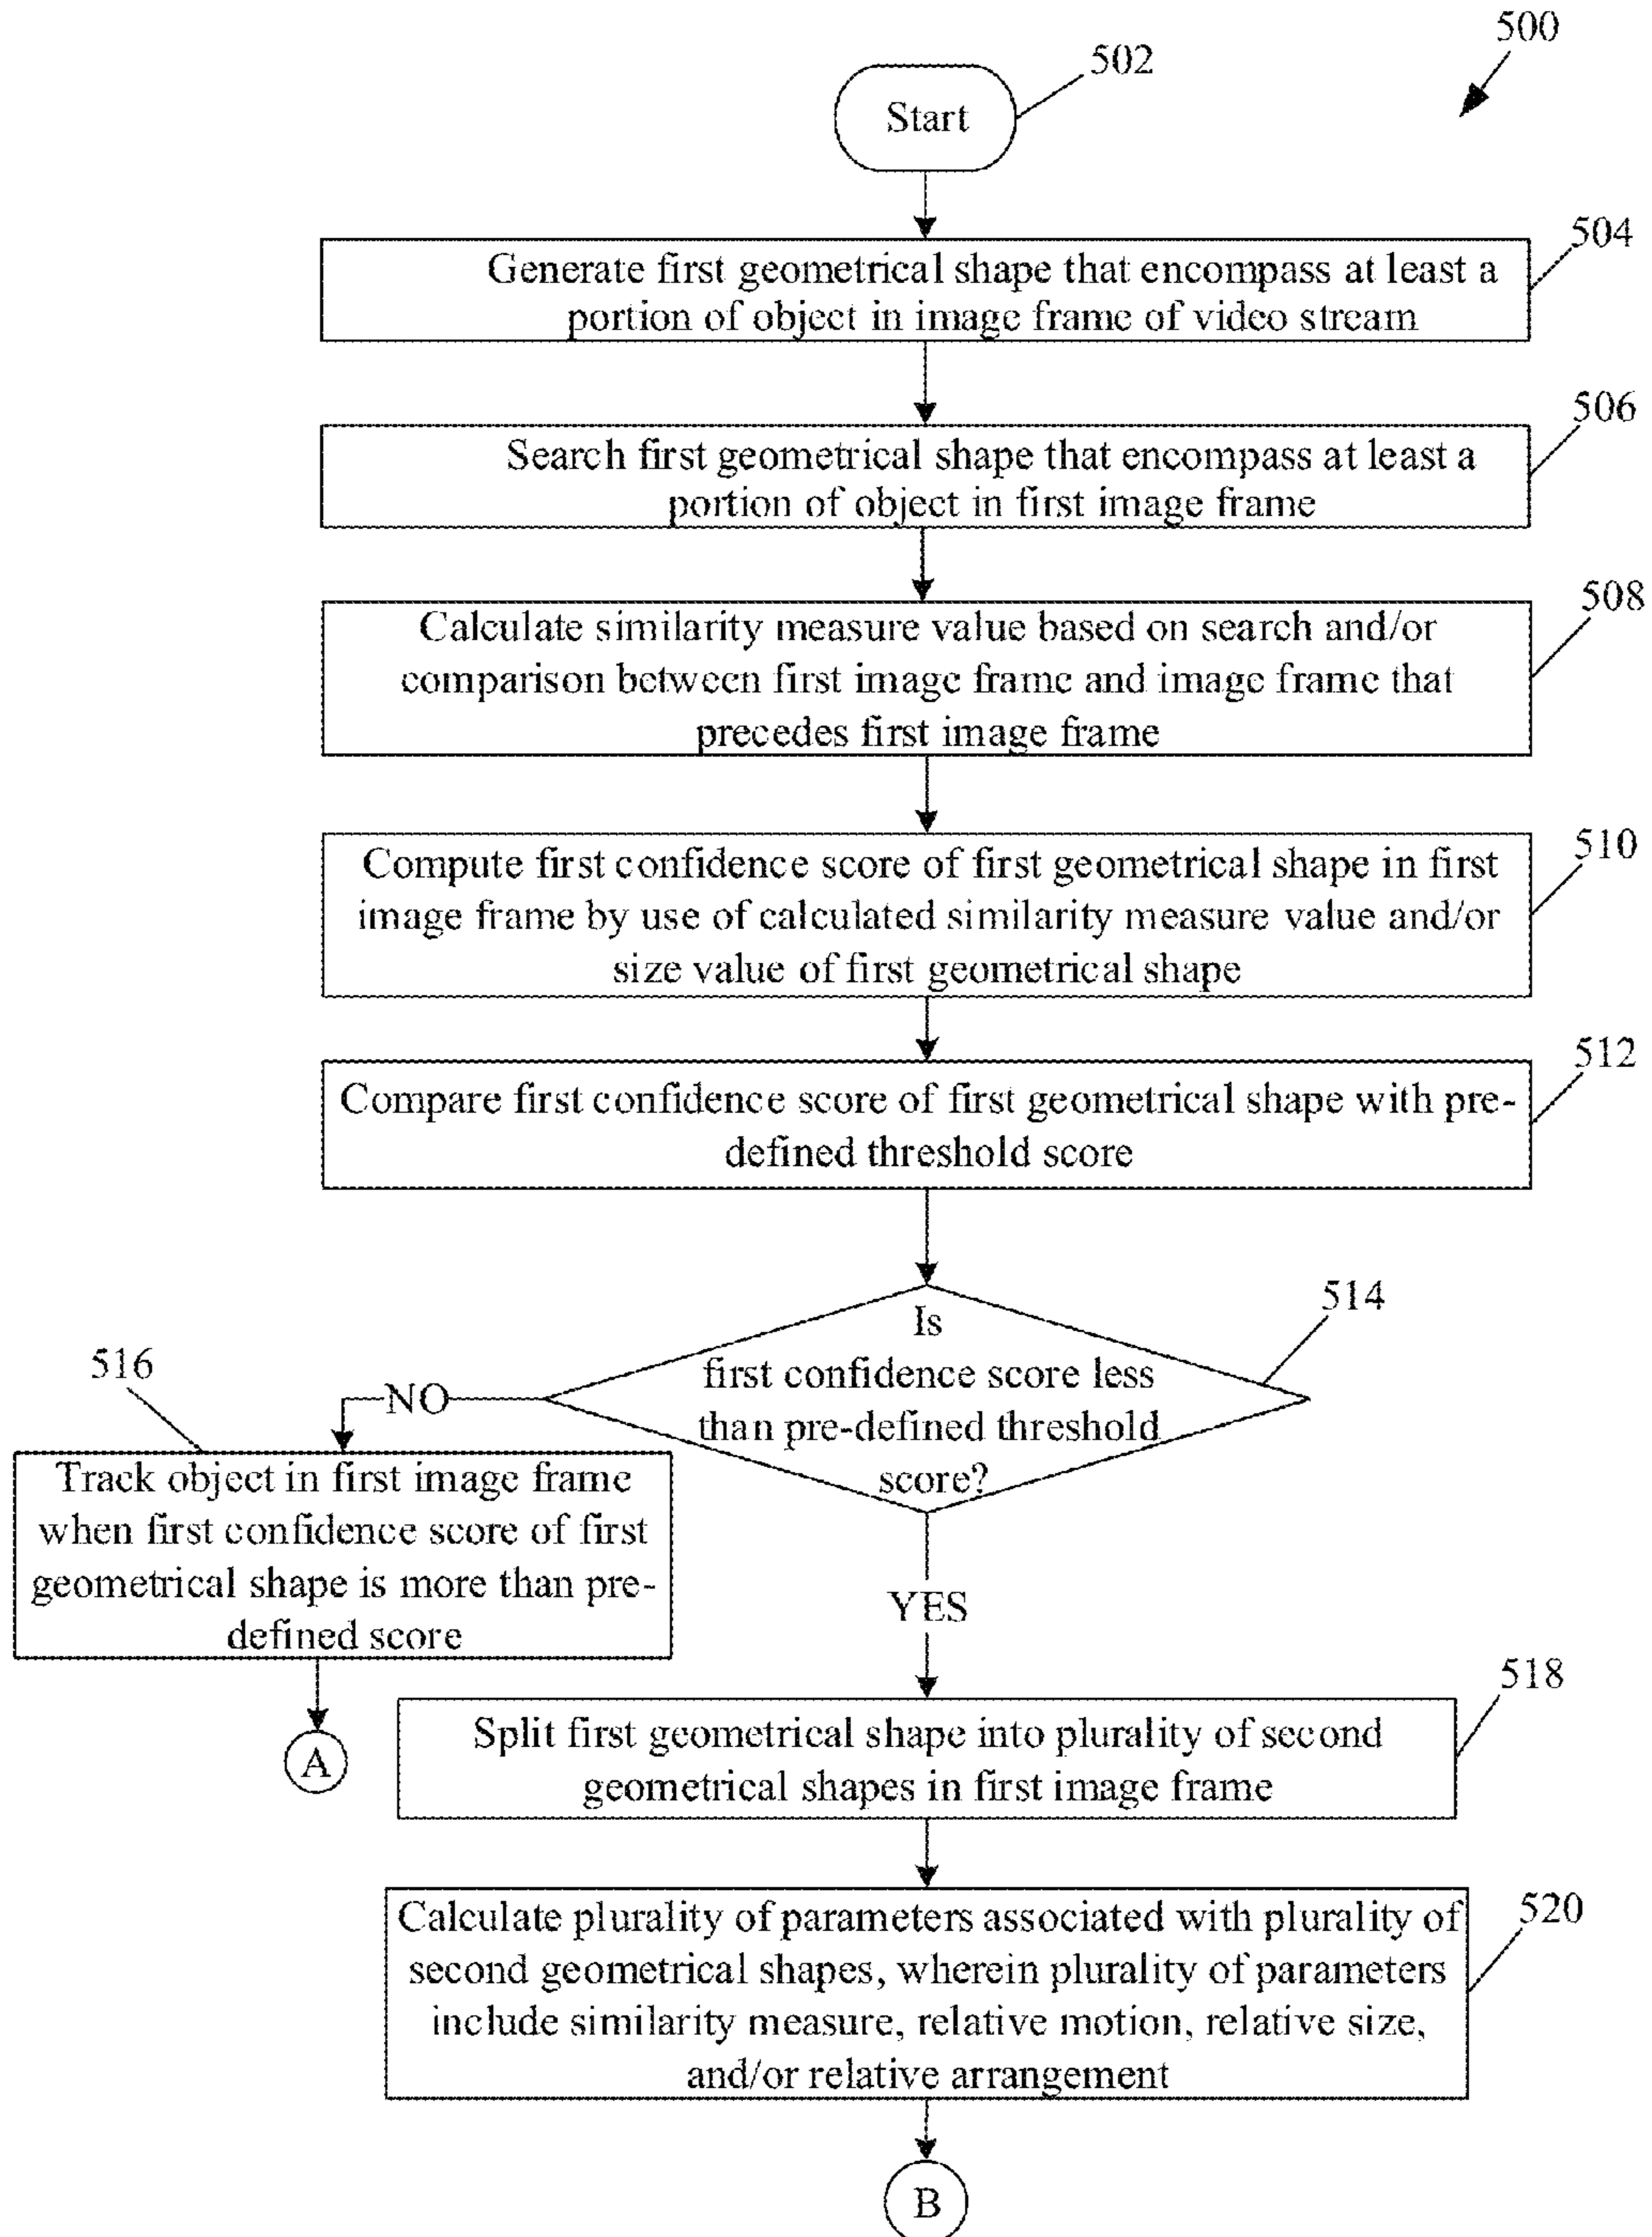 500
502
Start
504
Generate first geometrical shape that encompass at least a
portion of object in image frame of video stream
506
Search first geometrical shape that encompass at least a
portion of object in first image frame
508
Calculate similarity measure value based on search and/or
comparison between first image frame and image frame that
precedes first image frame
510
Compute first confidence score of first geometrical shape in first
image frame by use of calculated similarity measure value and/or
size value of first geometrical shape
512
Compare first confidence score of first geometrical shape with pre-
defined threshold score
514
Is
first confidence score less
than pre-defined threshold
score?
NO
516
Track object in first image frame
when first confidence score of first
geometrical shape is more than pre-
defined score
A
YES
518
Split first geometrical shape into plurality of second
geometrical shapes in first image frame
520
Calculate plurality of parameters associated with plurality of
second geometrical shapes, wherein plurality of parameters
include similarity measure, relative motion, relative size,
and/or relative arrangement
B